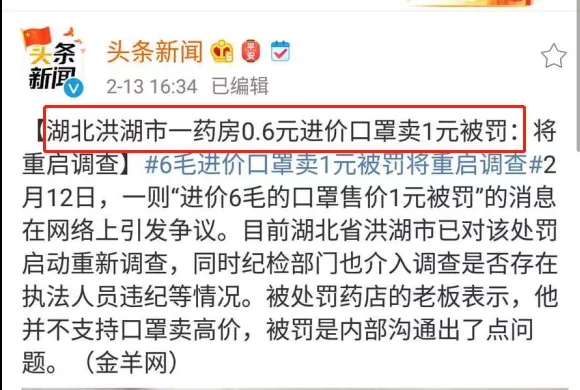 头条
新闻
头条新闻
平安
2-13 16:34 已编辑
【湖北洪湖市一药房0.6元进价口罩卖1元被罚：将
重启调查】#6毛进价口罩卖1元被罚将重启调查#2
月12日，一则“进价6毛的口罩售价1元被罚”的消息
在网络上引发争议。目前湖北省洪湖市已对该处罚
启动重新调查，同时纪检部门也介入调查是否存在
执法人员违纪等情况。被处罚药店的老板表示，他
并不支持口罩卖高价，被罚是内部沟通出了点问
题。（金羊网）